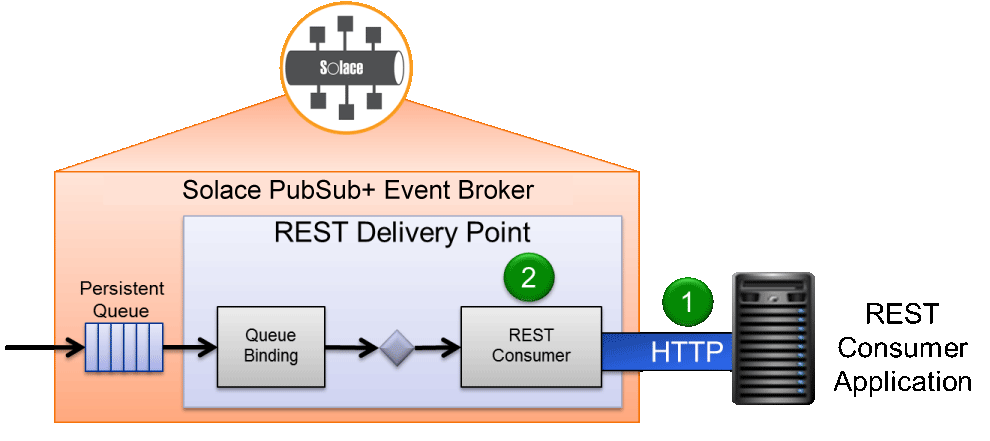 Solace
Solace PubSub+ Event Broker
REST Delivery Point
2
Persistent
Queue
1
Queue
Binding
REST
Consumer
HTTP
REST
Consumer
Application